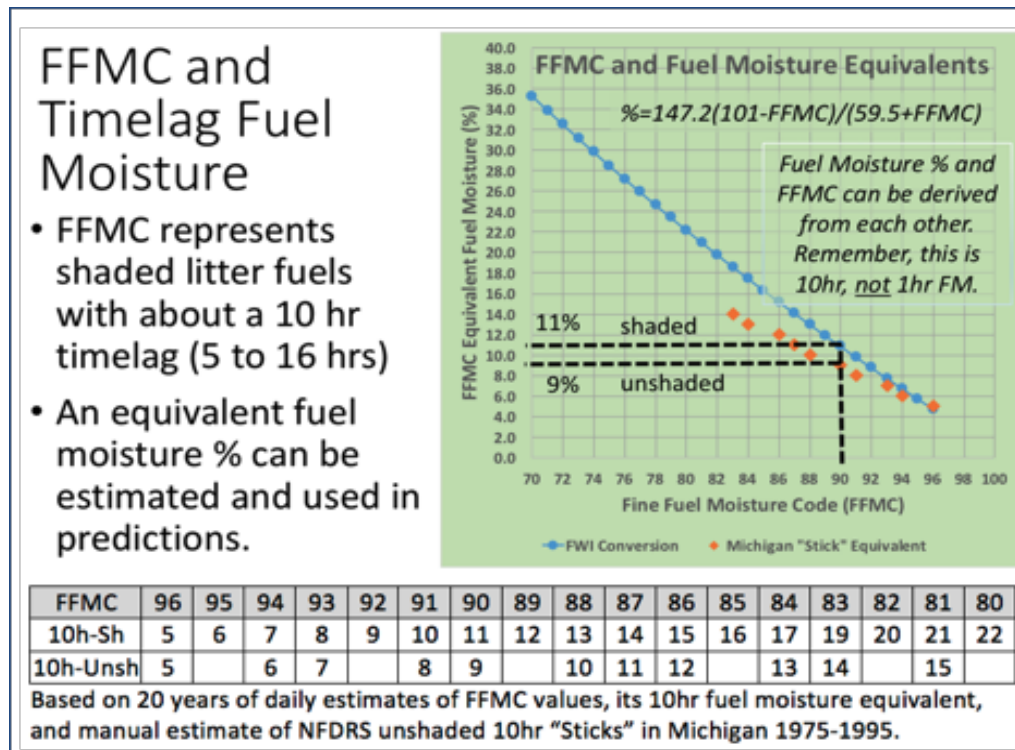 FFMC and
Timelag Fuel
Moisture
• FFMC represents
shaded litter fuels
with about a 10 hr
timelag (5 to 16 hrs)
• An equivalent fuel
moisture % can be
estimated and used in
predictions.
FFMC and Fuel Moisture Equivalents
%=147.2(101-FFMC)/(59.5+FFMC)
Fuel Moisture % and
FFMC can be derived
from each other.
Remember, this is
10hr, not 1hr FM.
FFMC Equivalent Fuel Moisture (%)
40.0
38.0
36.0
34.0
32.0
30.0
28.0
26.0
24.0
22.0
20.0
18.0
16.0
14.0
12.0
10.0
8.0
6.0
4.0
2.0
0.0
11% shaded
9% unshaded
70 72 74 76 78 80 82 84 86 88 90 92 94 96 98 100
Fine Fuel Moisture Code (FFMC)
FWI Conversion Michigan "Stick" Equivalent
FFMC 96 95 94 93 92 91 90 89 88 87 86 85 84 83 82 81 80
10h-Sh 5 6 7 8 9 10 11 12 13 14 15 16 17 19 20 21 22
10h-Unsh 5 6 7 8 9 10 11 12 13 14 15
Based on 20 years of daily estimates of FFMC values, its 10hr fuel moisture equivalent,
and manual estimate of NFDRS unshaded 10hr “Sticks” in Michigan 1975-1995.